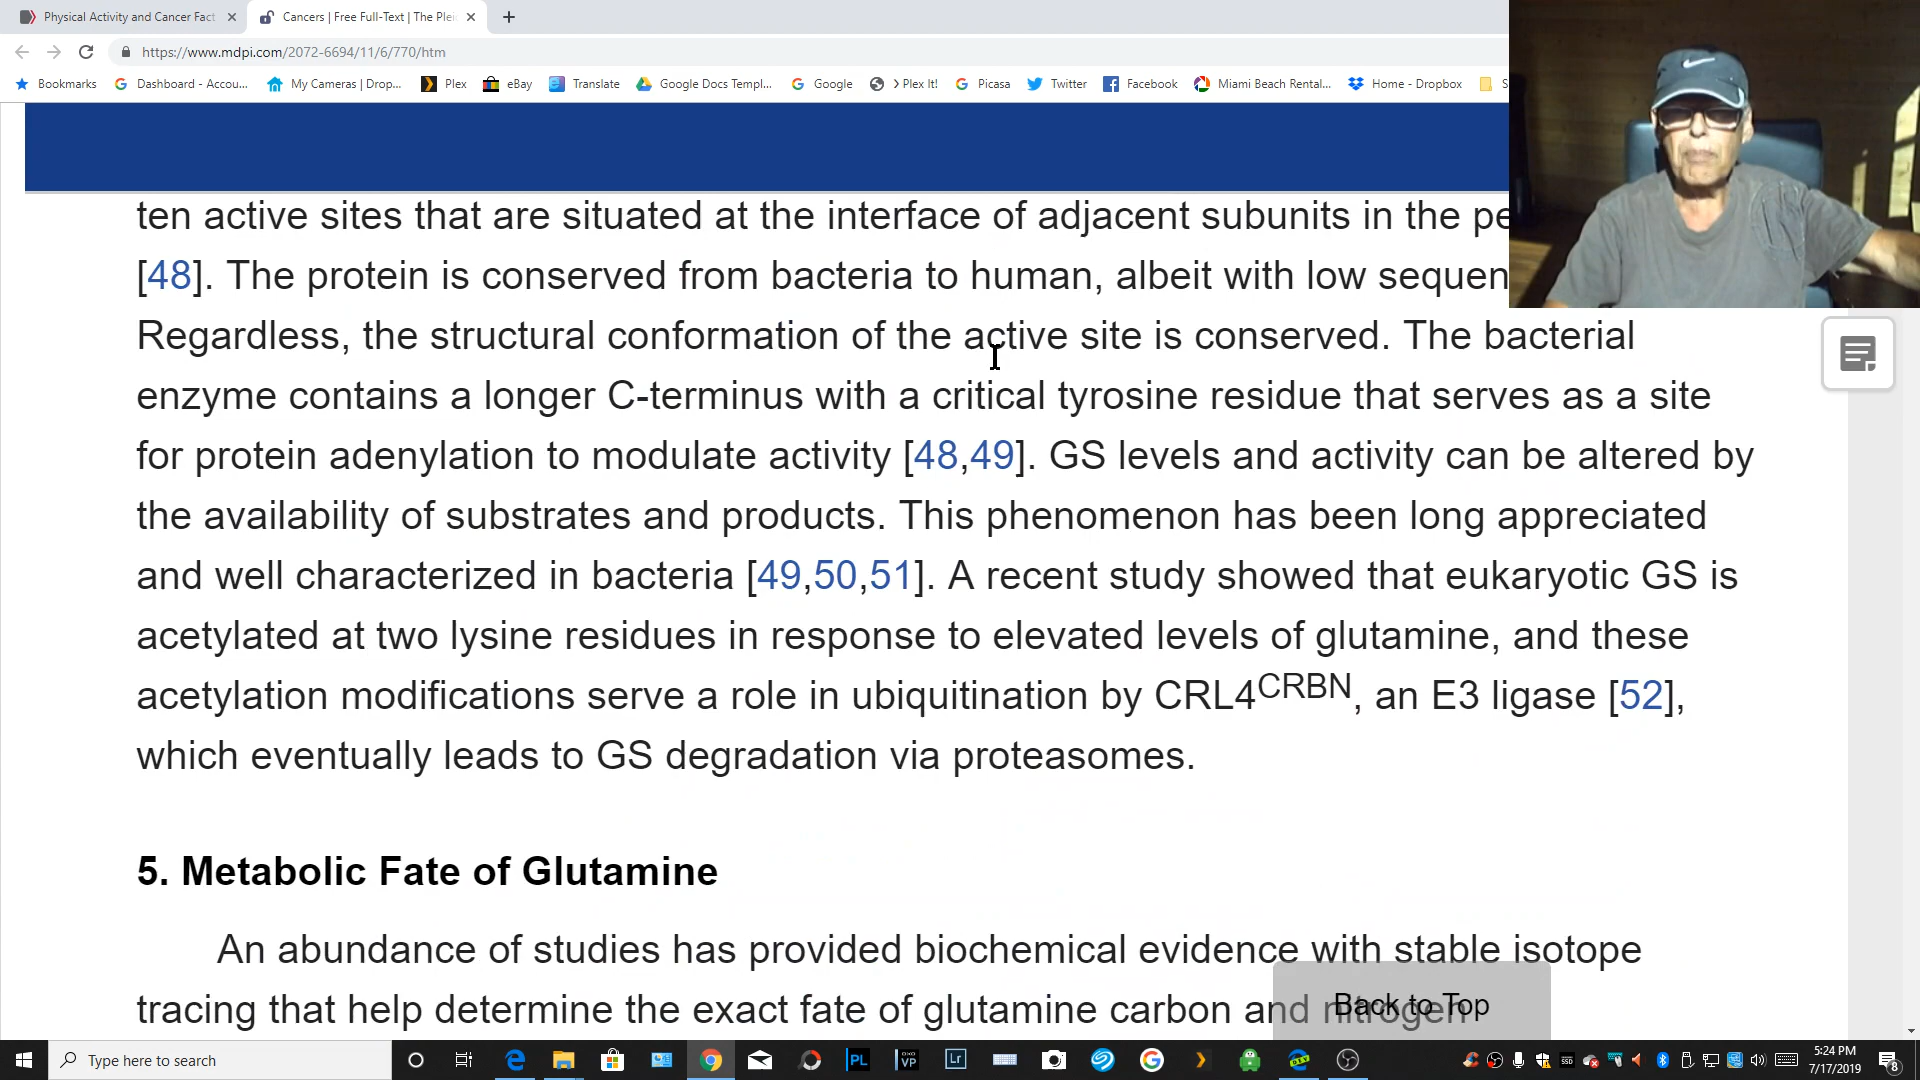 Physical Activity and Cancer Fact
Cancers | Free Full-Text | The Plei
https://www.mdpi.com/2072-6694/11/6/770/htm
Bookmarks Dashboard - Accou... My Cameras | Drop... Plex eBay Translate Google Docs Templ... Google > Plex It! Picasa Twitter Facebook Miami Beach Rental... Home - Dropbox S
ten active sites that are situated at the interface of adjacent subunits in the pe
[48]. The protein is conserved from bacteria to human, albeit with low sequen
Regardless, the structural conformation of the active site is conserved. The bacterial
enzyme contains a longer C-terminus with a critical tyrosine residue that serves as a site
for protein adenylation to modulate activity [48,49]. GS levels and activity can be altered by
the availability of substrates and products. This phenomenon has been long appreciated
and well characterized in bacteria [49,50,51]. A recent study showed that eukaryotic GS is
acetylated at two lysine residues in response to elevated levels of glutamine, and these
acetylation modifications serve a role in ubiquitination by CRL4CRBN, an E3 ligase [52],
which eventually leads to GS degradation via proteasomes.
5. Metabolic Fate of Glutamine
An abundance of studies has provided biochemical evidence with stable isotope
tracing that help determine the exact fate of glutamine carbon and nitrogen
Back to Top
Type here to search
PL
VP
Lr
5:24 PM
7/17/2019
8